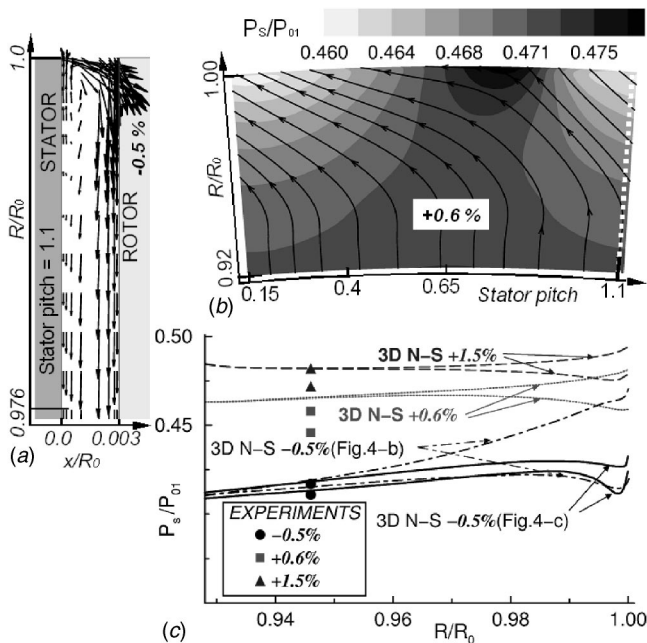 1.0
R/R₀
0.976
STATOR
Stator pitch = 1.1
-0.5 %
ROTOR
0.0 0.003
x/R₀
(a)
P_S/P₀₁
0.460 0.464 0.468 0.471 0.475
1.00
R/R₀
0.92
+0.6 %
0.15 0.4 0.65 Stator pitch 1.1
(b)
0.50
0.45
P_s/P₀₁
3D N–S +1.5%
3D N–S +0.6%
3D N–S –0.5%(Fig.4–b)
3D N–S –0.5%(Fig.4–c)
EXPERIMENTS
● –0.5%
■ +0.6%
▲ +1.5%
(c)
0.94 0.96 0.98 1.00
R/R₀